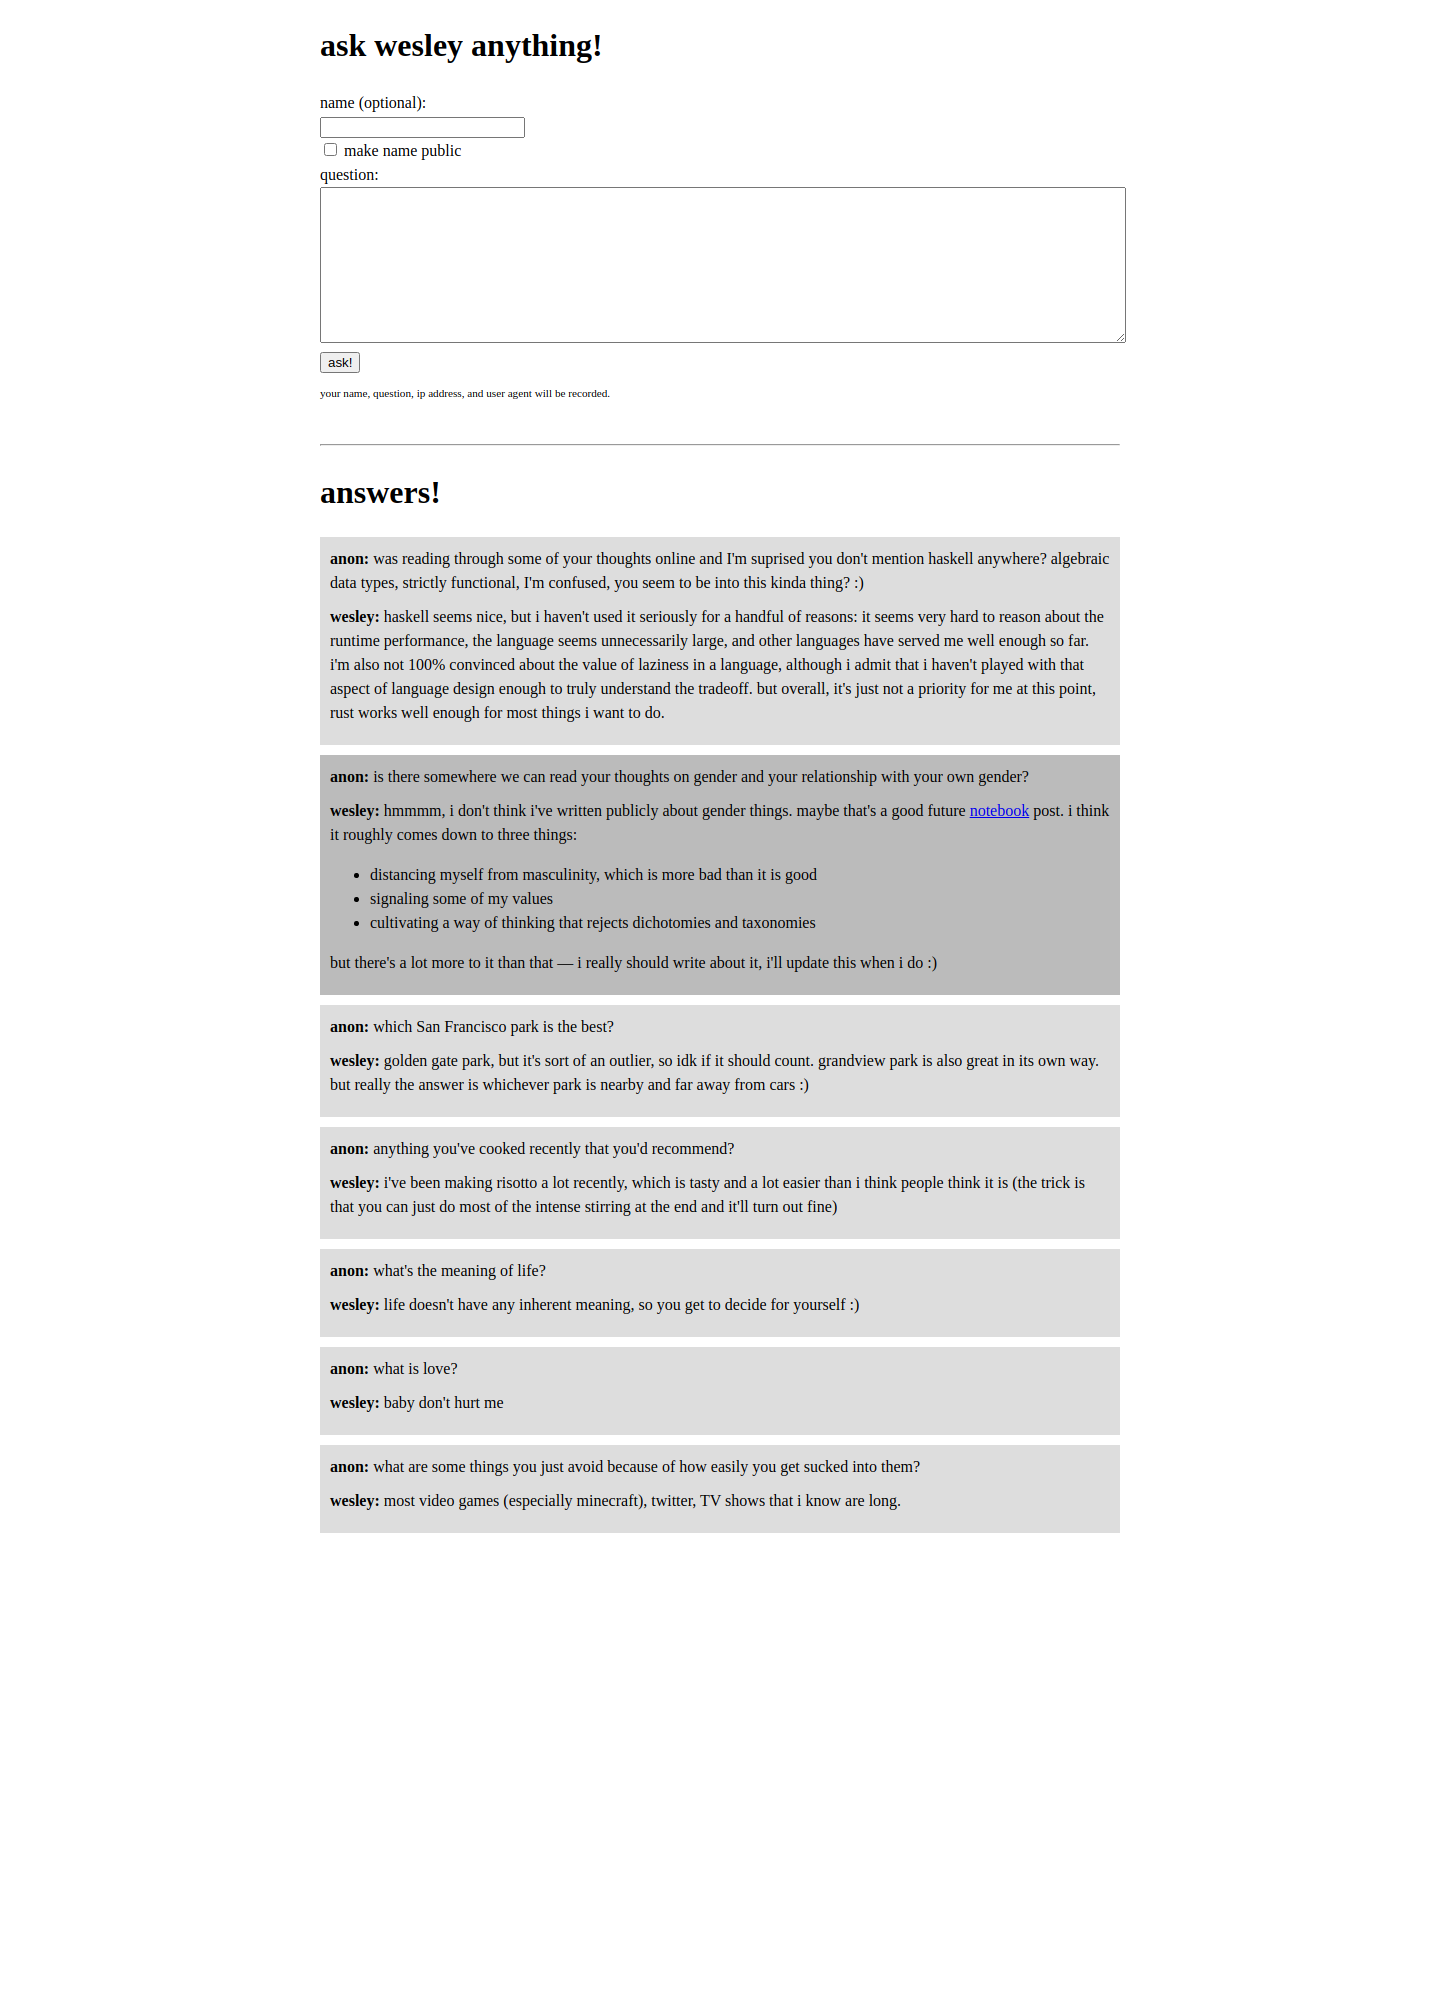 ask wesley anything!
name (optional):
make name public
question:
ask!
your name, question, ip address, and user agent will be recorded.
answers!
anon: was reading through some of your thoughts online and I'm suprised you don't mention haskell anywhere? algebraic
data types, strictly functional, I'm confused, you seem to be into this kinda thing? :)
wesley: haskell seems nice, but i haven't used it seriously for a handful of reasons: it seems very hard to reason about the
runtime performance, the language seems unnecessarily large, and other languages have served me well enough so far.
i'm also not 100% convinced about the value of laziness in a language, although i admit that i haven't played with that
aspect of language design enough to truly understand the tradeoff. but overall, it's just not a priority for me at this point,
rust works well enough for most things i want to do.
anon: is there somewhere we can read your thoughts on gender and your relationship with your own gender?
wesley: hmmmm, i don't think i've written publicly about gender things. maybe that's a good future notebook post. i think
it roughly comes down to three things:
• distancing myself from masculinity, which is more bad than it is good
• signaling some of my values
• cultivating a way of thinking that rejects dichotomies and taxonomies
but there's a lot more to it than that — i really should write about it, i'll update this when i do :)
anon: which San Francisco park is the best?
wesley: golden gate park, but it's sort of an outlier, so idk if it should count. grandview park is also great in its own way.
but really the answer is whichever park is nearby and far away from cars :)
anon: anything you've cooked recently that you'd recommend?
wesley: i've been making risotto a lot recently, which is tasty and a lot easier than i think people think it is (the trick is
that you can just do most of the intense stirring at the end and it'll turn out fine)
anon: what's the meaning of life?
wesley: life doesn't have any inherent meaning, so you get to decide for yourself :)
anon: what is love?
wesley: baby don't hurt me
anon: what are some things you just avoid because of how easily you get sucked into them?
wesley: most video games (especially minecraft), twitter, TV shows that i know are long.